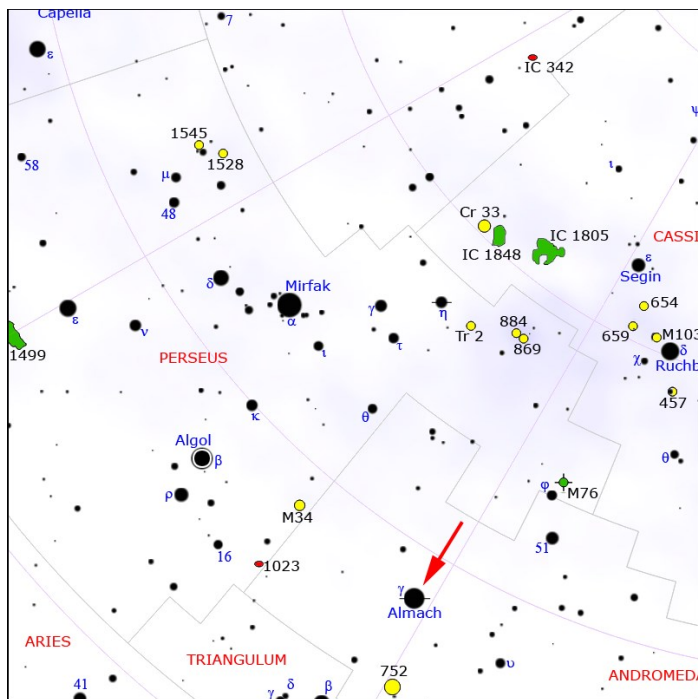 Capella
7
ε
IC 342
ψ
1545
1528
58
μ
ι
48
Cr 33
IC 1805
IC 1848
CASSI
ε
Segin
δ
Mirfak
α
γ
η
654
ε
ν
Tr 2
884
869
659
M103
δ
1499
PERSEUS
ι
τ
χ
Ruchb
457
κ
θ
Algol
β
θ
ρ
φ
M76
M34
16
51
1023
γ
Almach
ARIES
TRIANGULUM
752
υ
ANDROMEDA
41
γ
δ
β